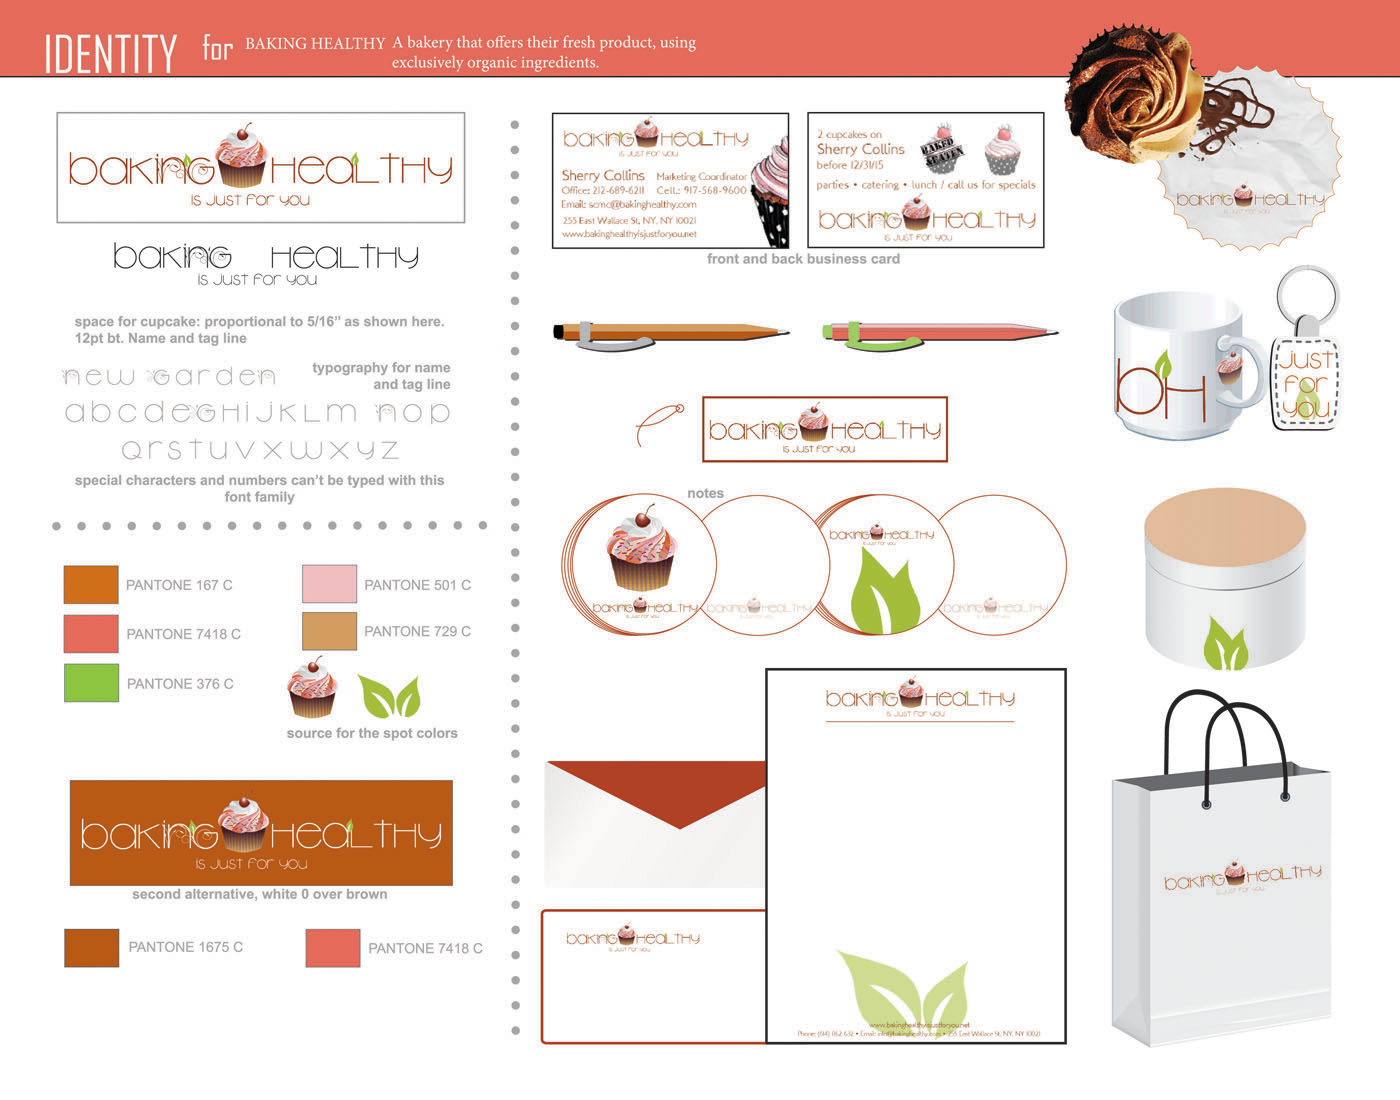 IDENTITY for BAKING HEALTHY A bakery that offers their fresh product, using
exclusively organic ingredients.
baking HeaLTHY
is Just For you
baking HeaLTHY
is Just For you
space for cupcake: proportional to 5/16” as shown here.
12pt bt. Name and tag line
new Garden
typography for name
and tag line
abcdeGHiJKLm nop
qrsTuvxwxyz
special characters and numbers can’t be typed with this
font family
PANTONE 167 C
PANTONE 501 C
PANTONE 7418 C
PANTONE 729 C
PANTONE 376 C
source for the spot colors
baking HeaLTHY
is Just For you
second alternative, white 0 over brown
PANTONE 1675 C
PANTONE 7418 C
baking HeaLTHY
is Just For you
Sherry Collins Marketing Coordinator
Office: 212-689-6211 Cell.: 917-568-9600
Email: scmc@bakinghealthy.com
255 East Wallace St, NY, NY 10021
www.bakinghealthyisjustforyou.net
2 cupcakes on
Sherry Collins
before 12/31/15
BAKED
& EATEN
parties • catering • lunch / call us for specials
baking HeaLTHY
is Just For you
front and back business card
baking HeaLTHY
is Just For you
notes
baking HeaLTHY
is Just For you
baking HeaLTHY
is Just For you
baking HeaLTHY
is Just For you
baking HeaLTHY
is Just For you
baking HeaLTHY
is Just For you
www.bakinghealthyisjustforyou.net
Email: info@bakinghealthy.com • 255 East Wallace St, NY, NY 10021
baking HeaLTHY
is Just For you
baking HeaLTHY
is Just For you
bH
Just
For
you
baking HeaLTHY
is Just For you